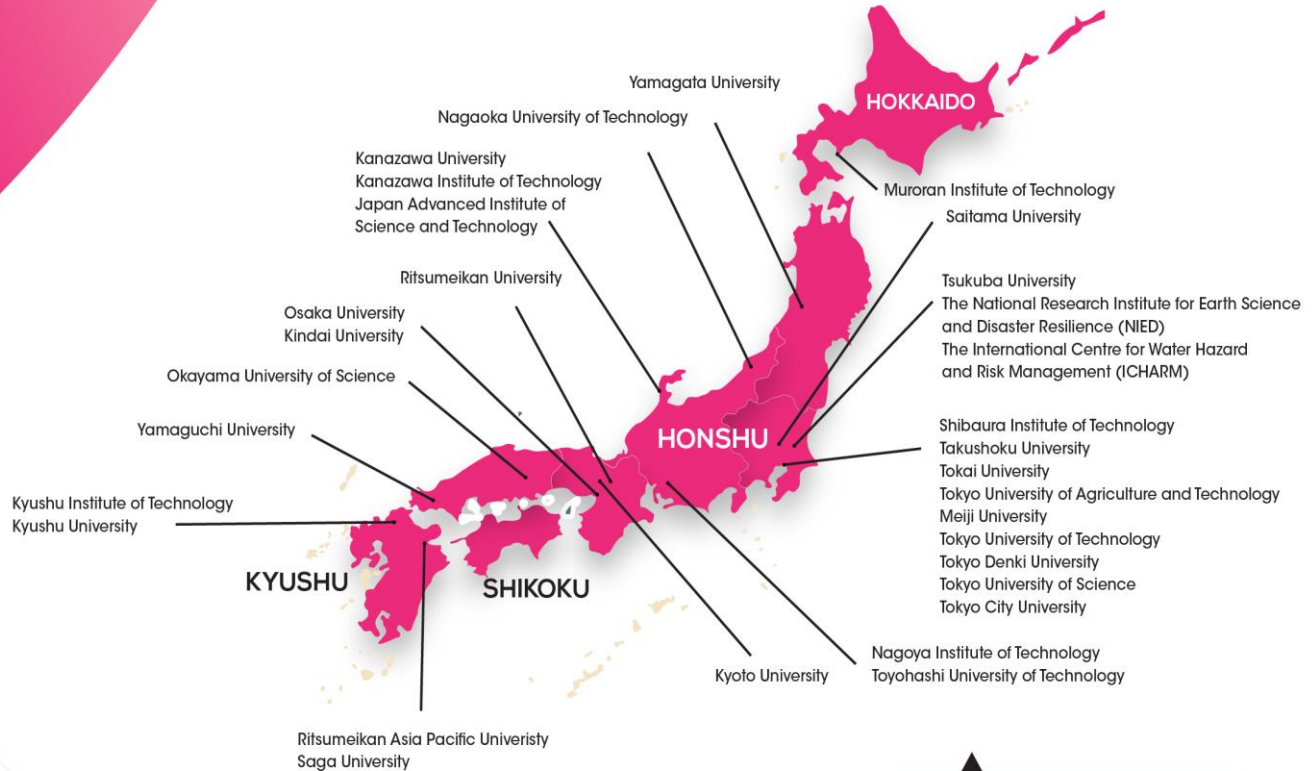 Yamagata University
HOKKAIDO
Nagaoka University of Technology
Kanazawa University
Kanazawa Institute of Technology
Japan Advanced Institute of
Science and Technology
Muroran Institute of Technology
Saitama University
Ritsumeikan University
Tsukuba University
The National Research Institute for Earth Science
and Disaster Resilience (NIED)
The International Centre for Water Hazard
and Risk Management (ICHARM)
Osaka University
Kindai University
Okayama University of Science
Yamaguchi University
HONSHU
Shibaura Institute of Technology
Takushoku University
Tokai University
Tokyo University of Agriculture and Technology
Meiji University
Tokyo University of Technology
Tokyo Denki University
Tokyo University of Science
Tokyo City University
Kyushu Institute of Technology
Kyushu University
KYUSHU
SHIKOKU
Kyoto University
Nagoya Institute of Technology
Toyohashi University of Technology
Ritsumeikan Asia Pacific Univeristy
Saga University